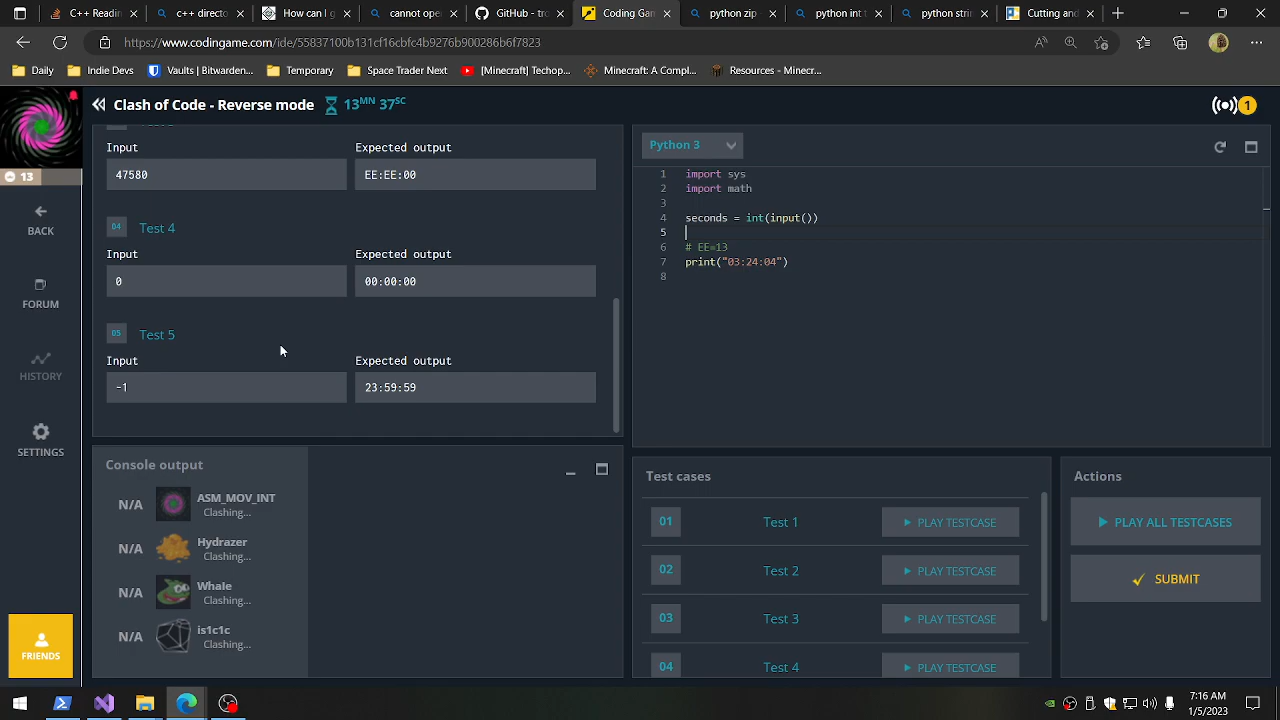 c++ - c
c++ directo
How can I g
cannot ope
GitHub - tro
Coding Gam
python - h
python int t
python strin
Cutting and
https://www.codingame.com/ide/55837100b131cf16cbfc4b9276b900286b6f7823
Daily
Indie Devs
Vaults | Bitwarden...
Temporary
Space Trader Next
[Minecraft] Techop...
Minecraft: A Compl...
Resources - Minecr...
Clash of Code - Reverse mode
13MN 37SC
1
13
BACK
FORUM
HISTORY
SETTINGS
FRIENDS
Input
Expected output
47580
EE:EE:00
04
Test 4
Input
Expected output
0
00:00:00
05
Test 5
Input
Expected output
-1
23:59:59
Console output
N/A
ASM_MOV_INT
Clashing...
N/A
Hydrazer
Clashing...
N/A
Whale
Clashing...
N/A
is1c1c
Clashing...
Python 3
1 import sys
2 import math
3
4 seconds = int(input())
5
6 # EE=13
7 print("03:24:04")
8
Test cases
01
Test 1
PLAY TESTCASE
02
Test 2
PLAY TESTCASE
03
Test 3
PLAY TESTCASE
04
Test 4
PLAY TESTCASE
Actions
PLAY ALL TESTCASES
SUBMIT
7:16 AM
1/5/2023